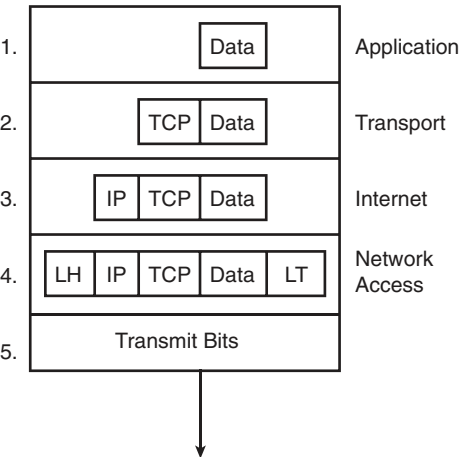 1. Data Application
2. TCP Data Transport
3. IP TCP Data Internet
4. LH IP TCP Data LT Network Access
5. Transmit Bits